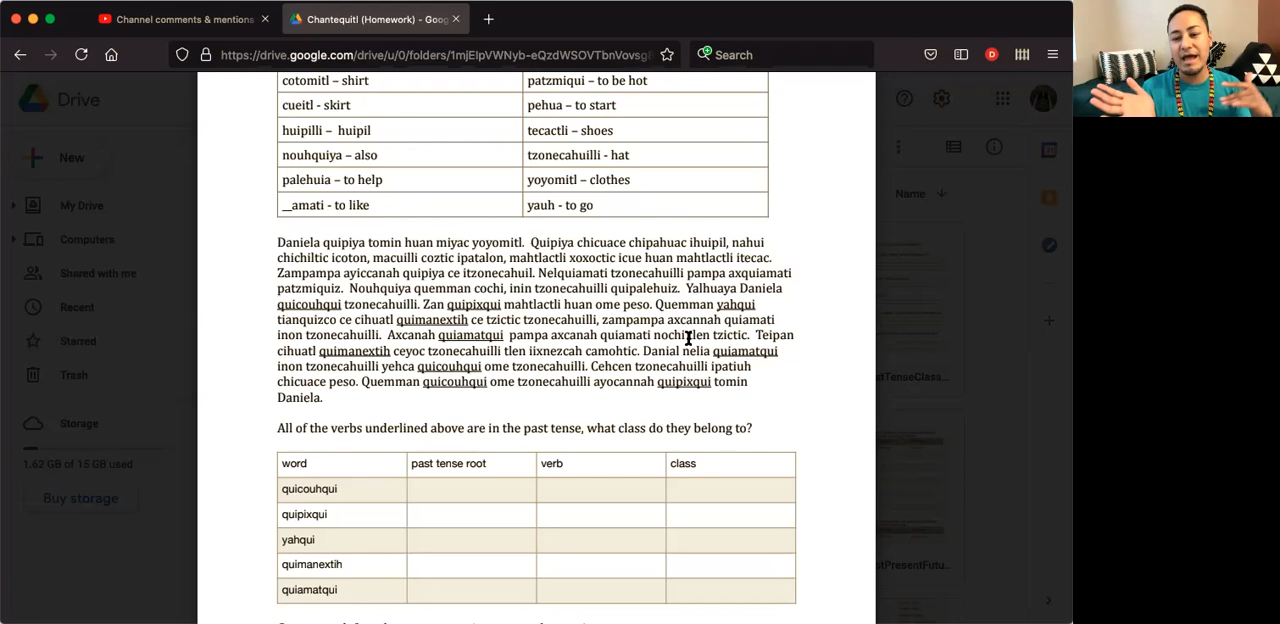 Channel comments & mentions
Chantequitl (Homework) - Goog
https://drive.google.com/drive/u/0/folders/1mjElpVWNyb-eQzdWSOVTbnVovsg
Search
D
Drive
New
My Drive
Computers
Shared with me
Recent
Starred
Trash
Storage
1.62 GB of 15 GB used
Buy storage
Name
cotomitl – shirt
patzmiqui – to be hot
cueitl - skirt
pehua – to start
huipilli – huipil
tecactli – shoes
nouhquiya – also
tzonecahuilli - hat
palehuia – to help
yoyomitl – clothes
__amati - to like
yauh - to go
Daniela quipiya tomin huan miyac yoyomitl. Quipiya chicuace chipahuac ihuipil, nahui
chichiltic icoton, macuilli coztic ipatalon, mahtlactli xoxoctic icue huan mahtlactli itecac.
Zampampa ayiccanah quipiya ce itzonecahuil. Nelquiamati tzonecahuilli pampa axquiamati
patzmiquiz. Nouhquiya quemman cochi, inin tzonecahuilli quipalehuiz. Yalhuaya Daniela
quicouhqui tzonecahuilli. Zan quipixqui mahtlactli huan ome peso. Quemman yahqui
tianquizco ce cihuatl quimanextih ce tzictic tzonecahuilli, zampampa axcannah quiamati
inon tzonecahuilli. Axcanah quiamatqui pampa axcanah quiamati nochi tlen tzictic. Teipan
cihuatl quimanextih ceyoc tzonecahuilli tlen iixnezcah camohtic. Danial nelia quiamatqui
inon tzonecahuilli yehca quicouhqui ome tzonecahuilli. Cehcen tzonecahuilli ipatiuh
chicuace peso. Quemman quicouhqui ome tzonecahuilli ayocannah quipixqui tomin
Daniela.
All of the verbs underlined above are in the past tense, what class do they belong to?
word
past tense root
verb
class
quicouhqui
quipixqui
yahqui
quimanextih
quiamatqui